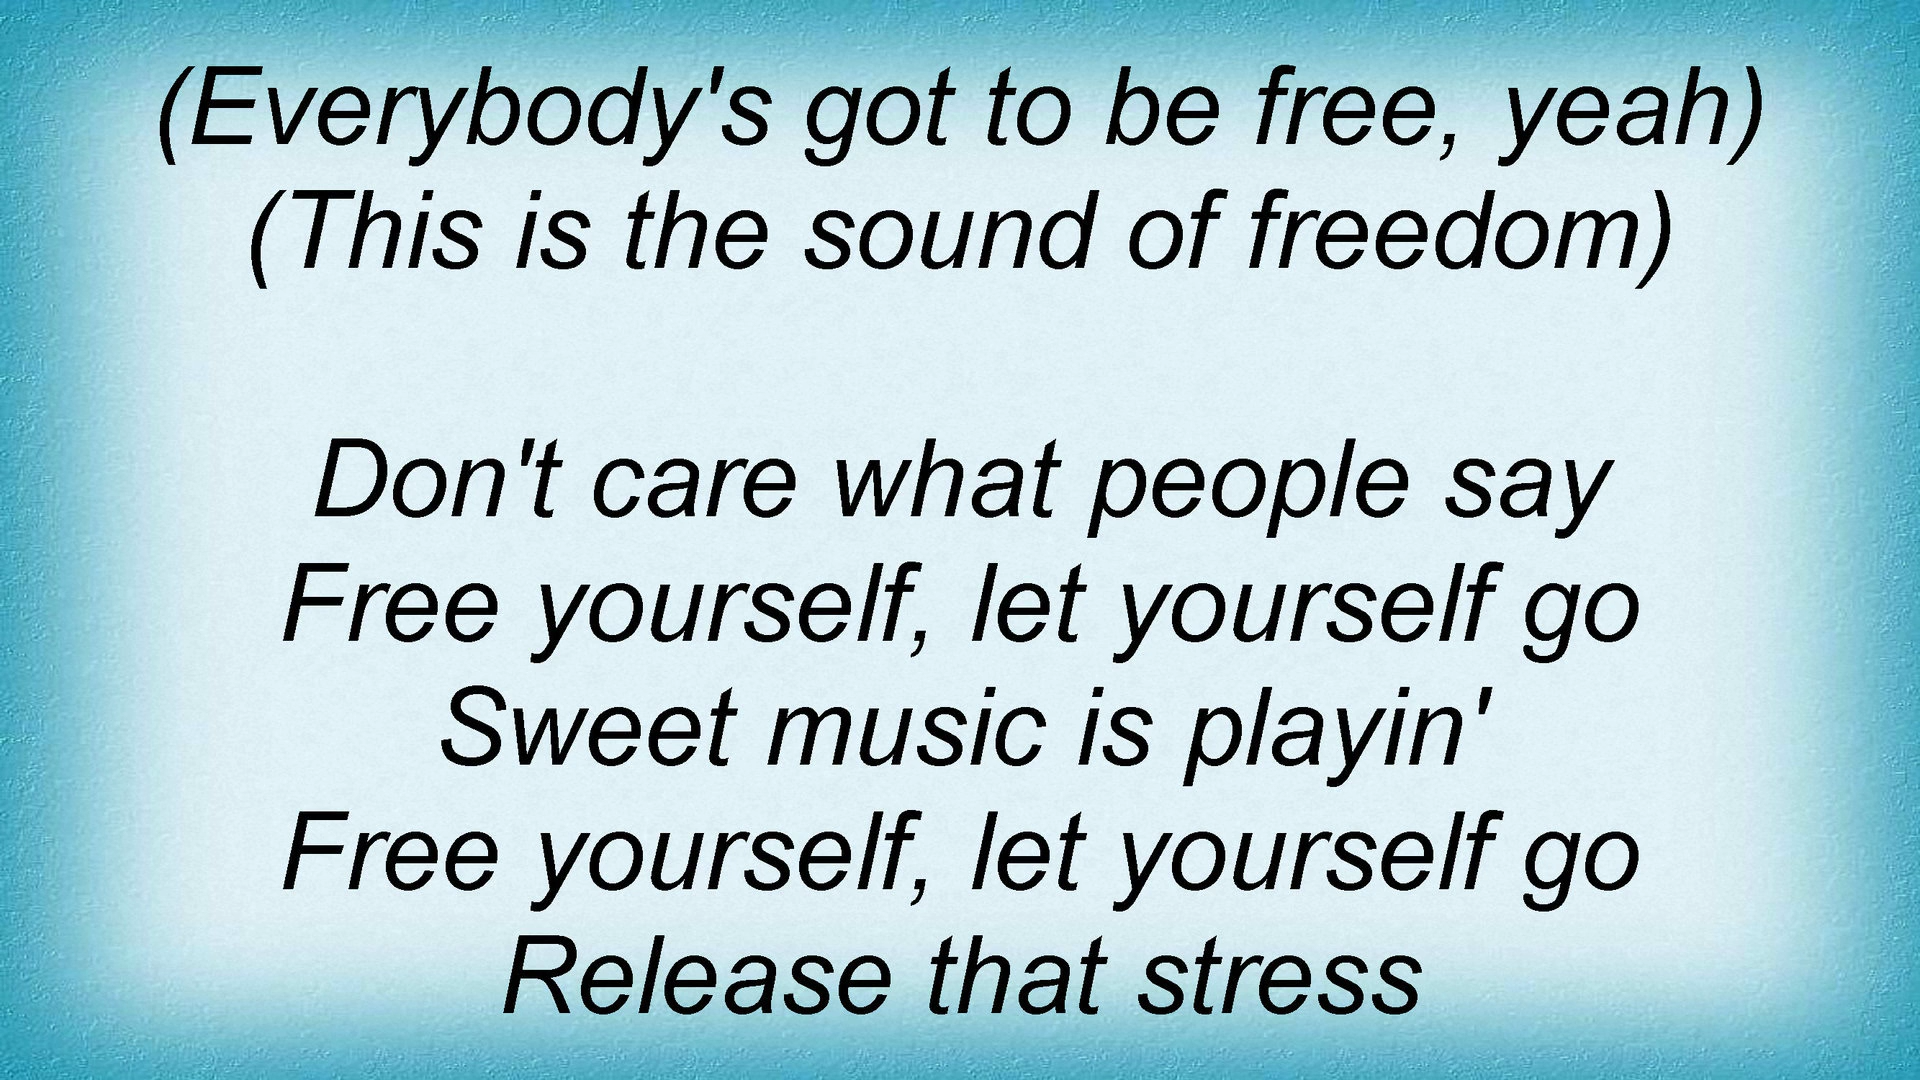 (Everybody's got to be free, yeah)
(This is the sound of freedom)
Don't care what people say
Free yourself, let yourself go
Sweet music is playin'
Free yourself, let yourself go
Release that stress